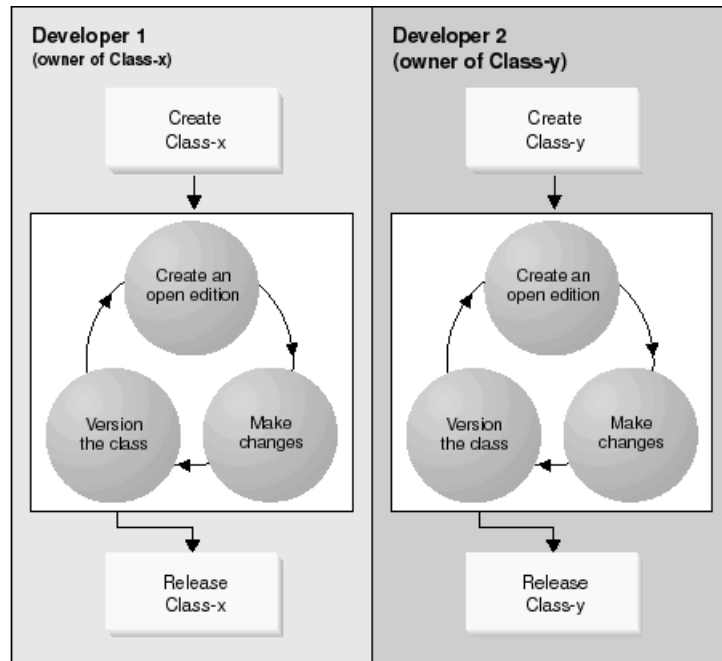 Developer 1
(owner of Class-x)
Create
Class-x
Create an
open edition
Version
the class
Make
changes
Release
Class-x
Developer 2
(owner of Class-y)
Create
Class-y
Create an
open edition
Version
the class
Make
changes
Release
Class-y